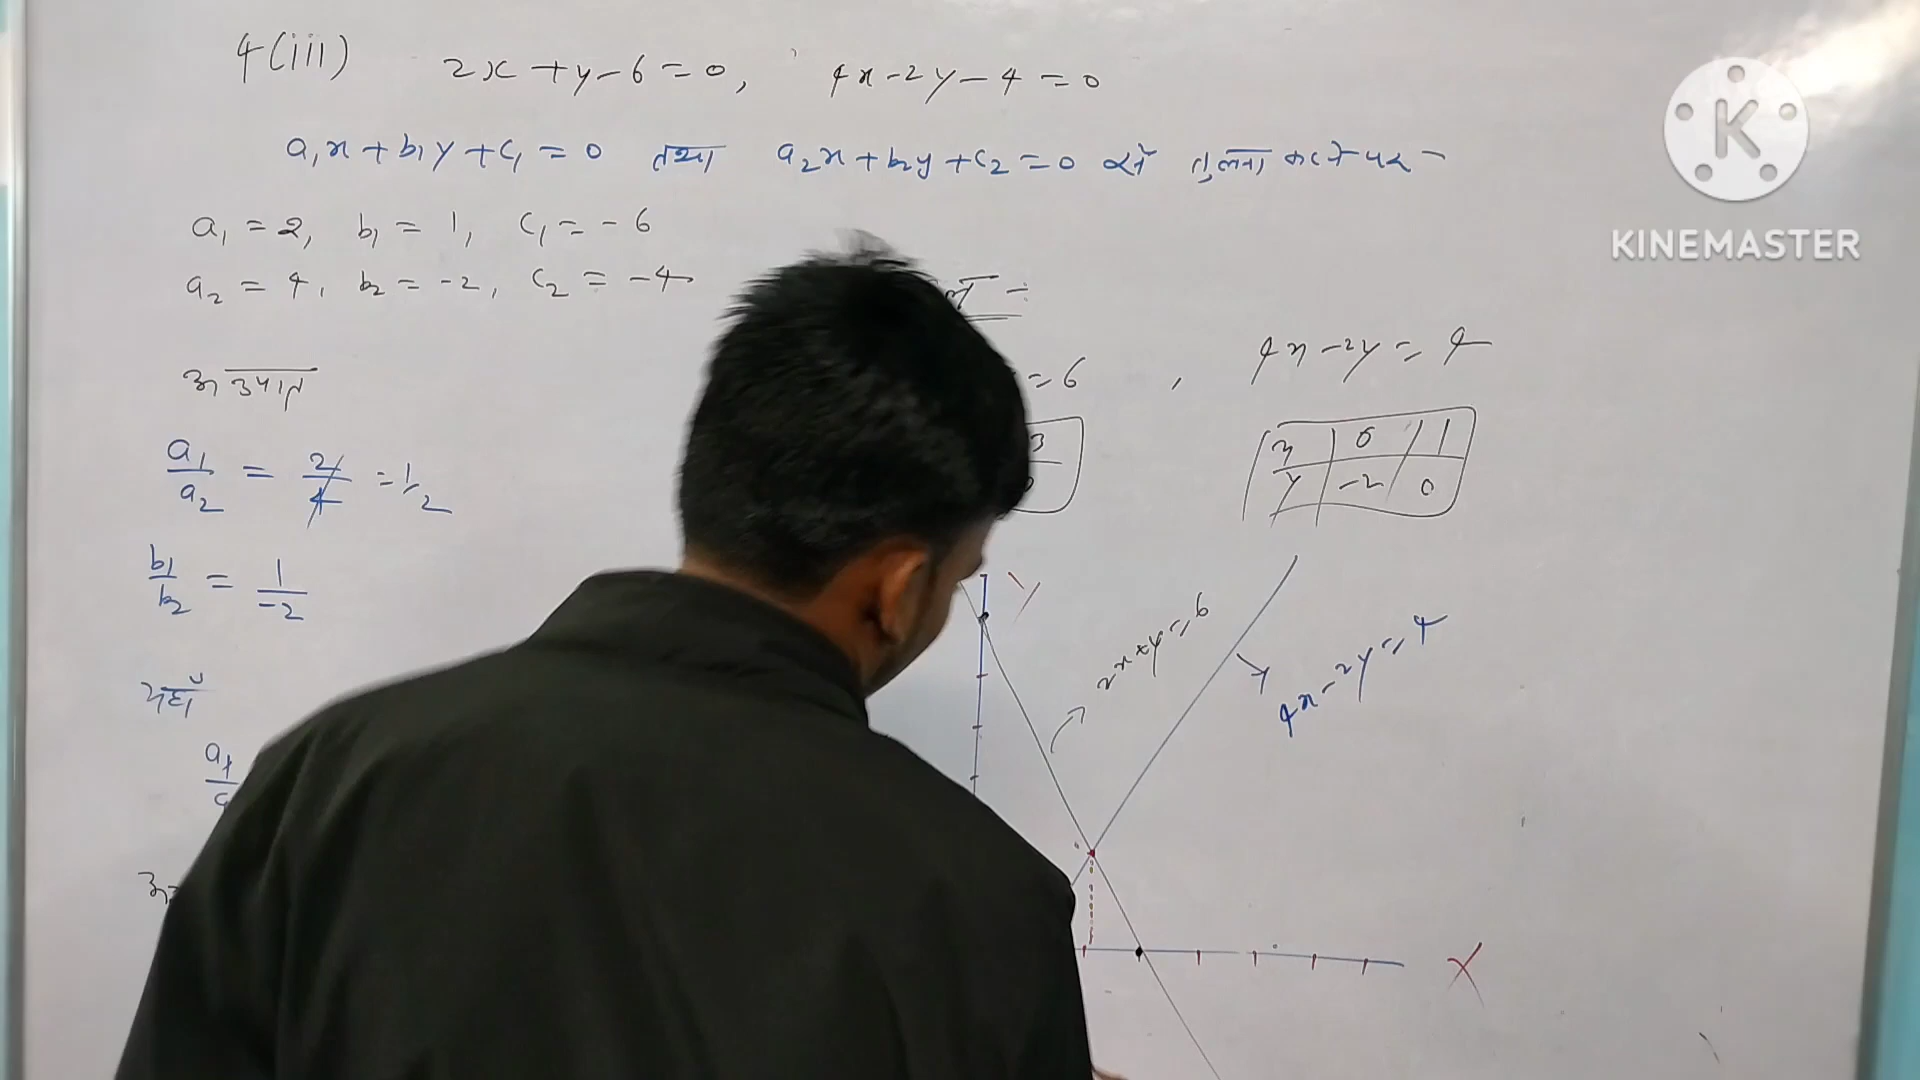 4(iii) 2x + y - 6 = 0, 4x - 2y - 4 = 0
a₁x + b₁y + c₁ = 0 तथा a₂x + b₂y + c₂ = 0 से तुलना करने पर -
a₁ = 2, b₁ = 1, c₁ = - 6
a₂ = 4, b₂ = -2, c₂ = -4
अनुपात
= 6 , 4x - 2y = 4
3
x 0 1
y -2 0
a₁/a₂ = 2/4 = 1/2
b₁/b₂ = 1/-2
यहाँ
a₁
Y
2x + y = 6
4x - 2y = 4
X
K
KINEMASTER